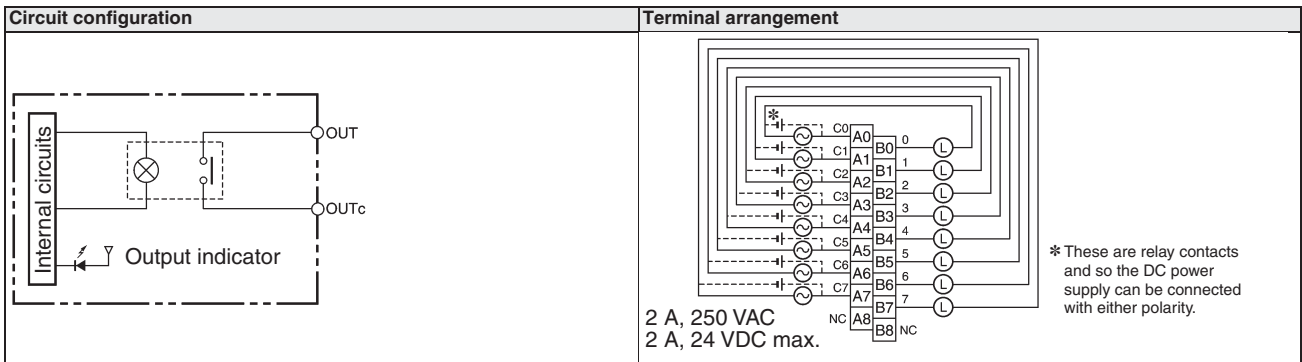 Circuit configuration
Terminal arrangement
Internal circuits
OUT
OUTc
Output indicator
*
C0
A0
B0
0
L
C1
A1
B1
1
L
C2
A2
B2
2
L
C3
A3
B3
3
L
C4
A4
B4
4
L
C5
A5
B5
5
L
C6
A6
B6
6
L
C7
A7
B7
7
L
NC
A8
B8
NC
2 A, 250 VAC
2 A, 24 VDC max.
* These are relay contacts
and so the DC power
supply can be connected
with either polarity.